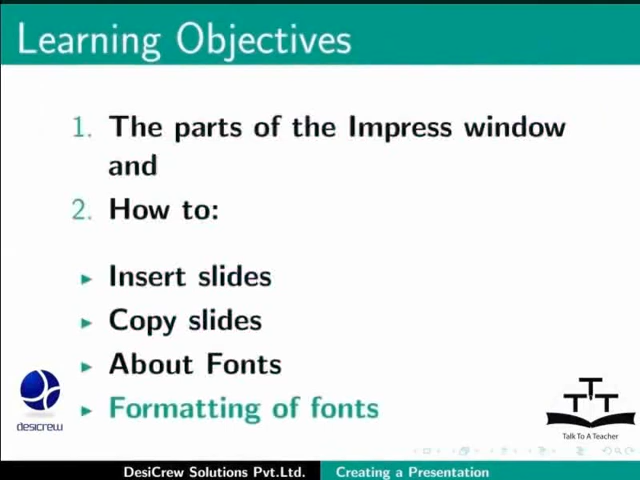 Learning Objectives
1. The parts of the Impress window
and
2. How to:
Insert slides
Copy slides
About Fonts
Formatting of fonts
desicrew
TTT
Talk To A Teacher
DesiCrew Solutions Pvt.Ltd. Creating a Presentation